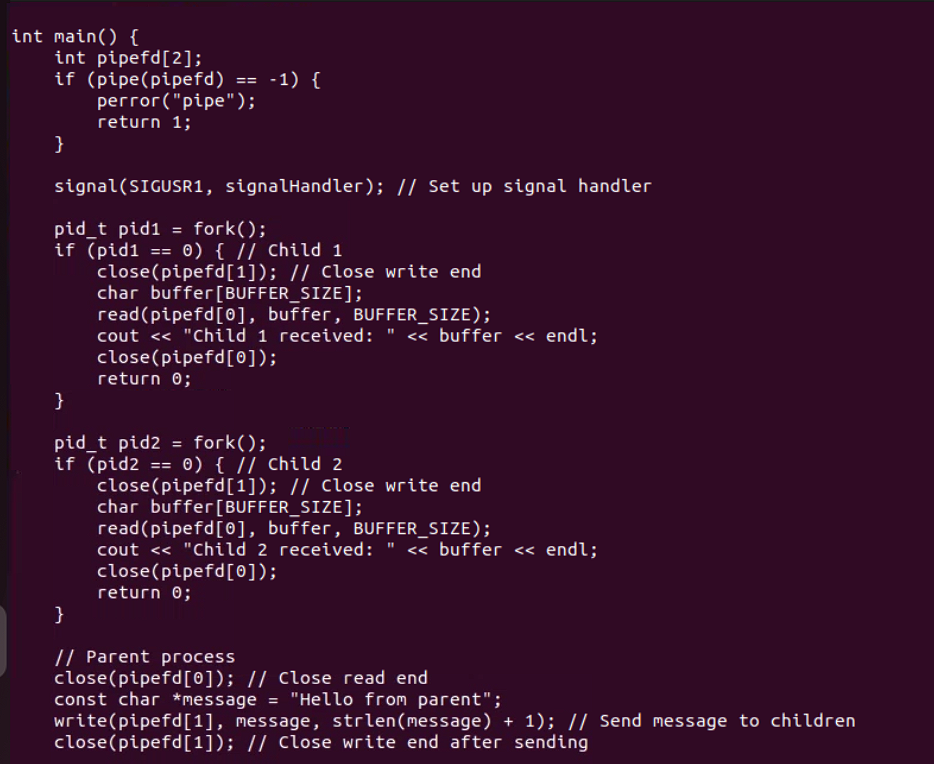 int main() {
    int pipefd[2];
    if (pipe(pipefd) == -1) {
        perror("pipe");
        return 1;
    }

    signal(SIGUSR1, signalHandler); // Set up signal handler

    pid_t pid1 = fork();
    if (pid1 == 0) { // Child 1
        close(pipefd[1]); // Close write end
        char buffer[BUFFER_SIZE];
        read(pipefd[0], buffer, BUFFER_SIZE);
        cout << "Child 1 received: " << buffer << endl;
        close(pipefd[0]);
        return 0;
    }

    pid_t pid2 = fork();
    if (pid2 == 0) { // Child 2
        close(pipefd[1]); // Close write end
        char buffer[BUFFER_SIZE];
        read(pipefd[0], buffer, BUFFER_SIZE);
        cout << "Child 2 received: " << buffer << endl;
        close(pipefd[0]);
        return 0;
    }

    // Parent process
    close(pipefd[0]); // Close read end
    const char *message = "Hello from parent";
    write(pipefd[1], message, strlen(message) + 1); // Send message to children
    close(pipefd[1]); // Close write end after sending